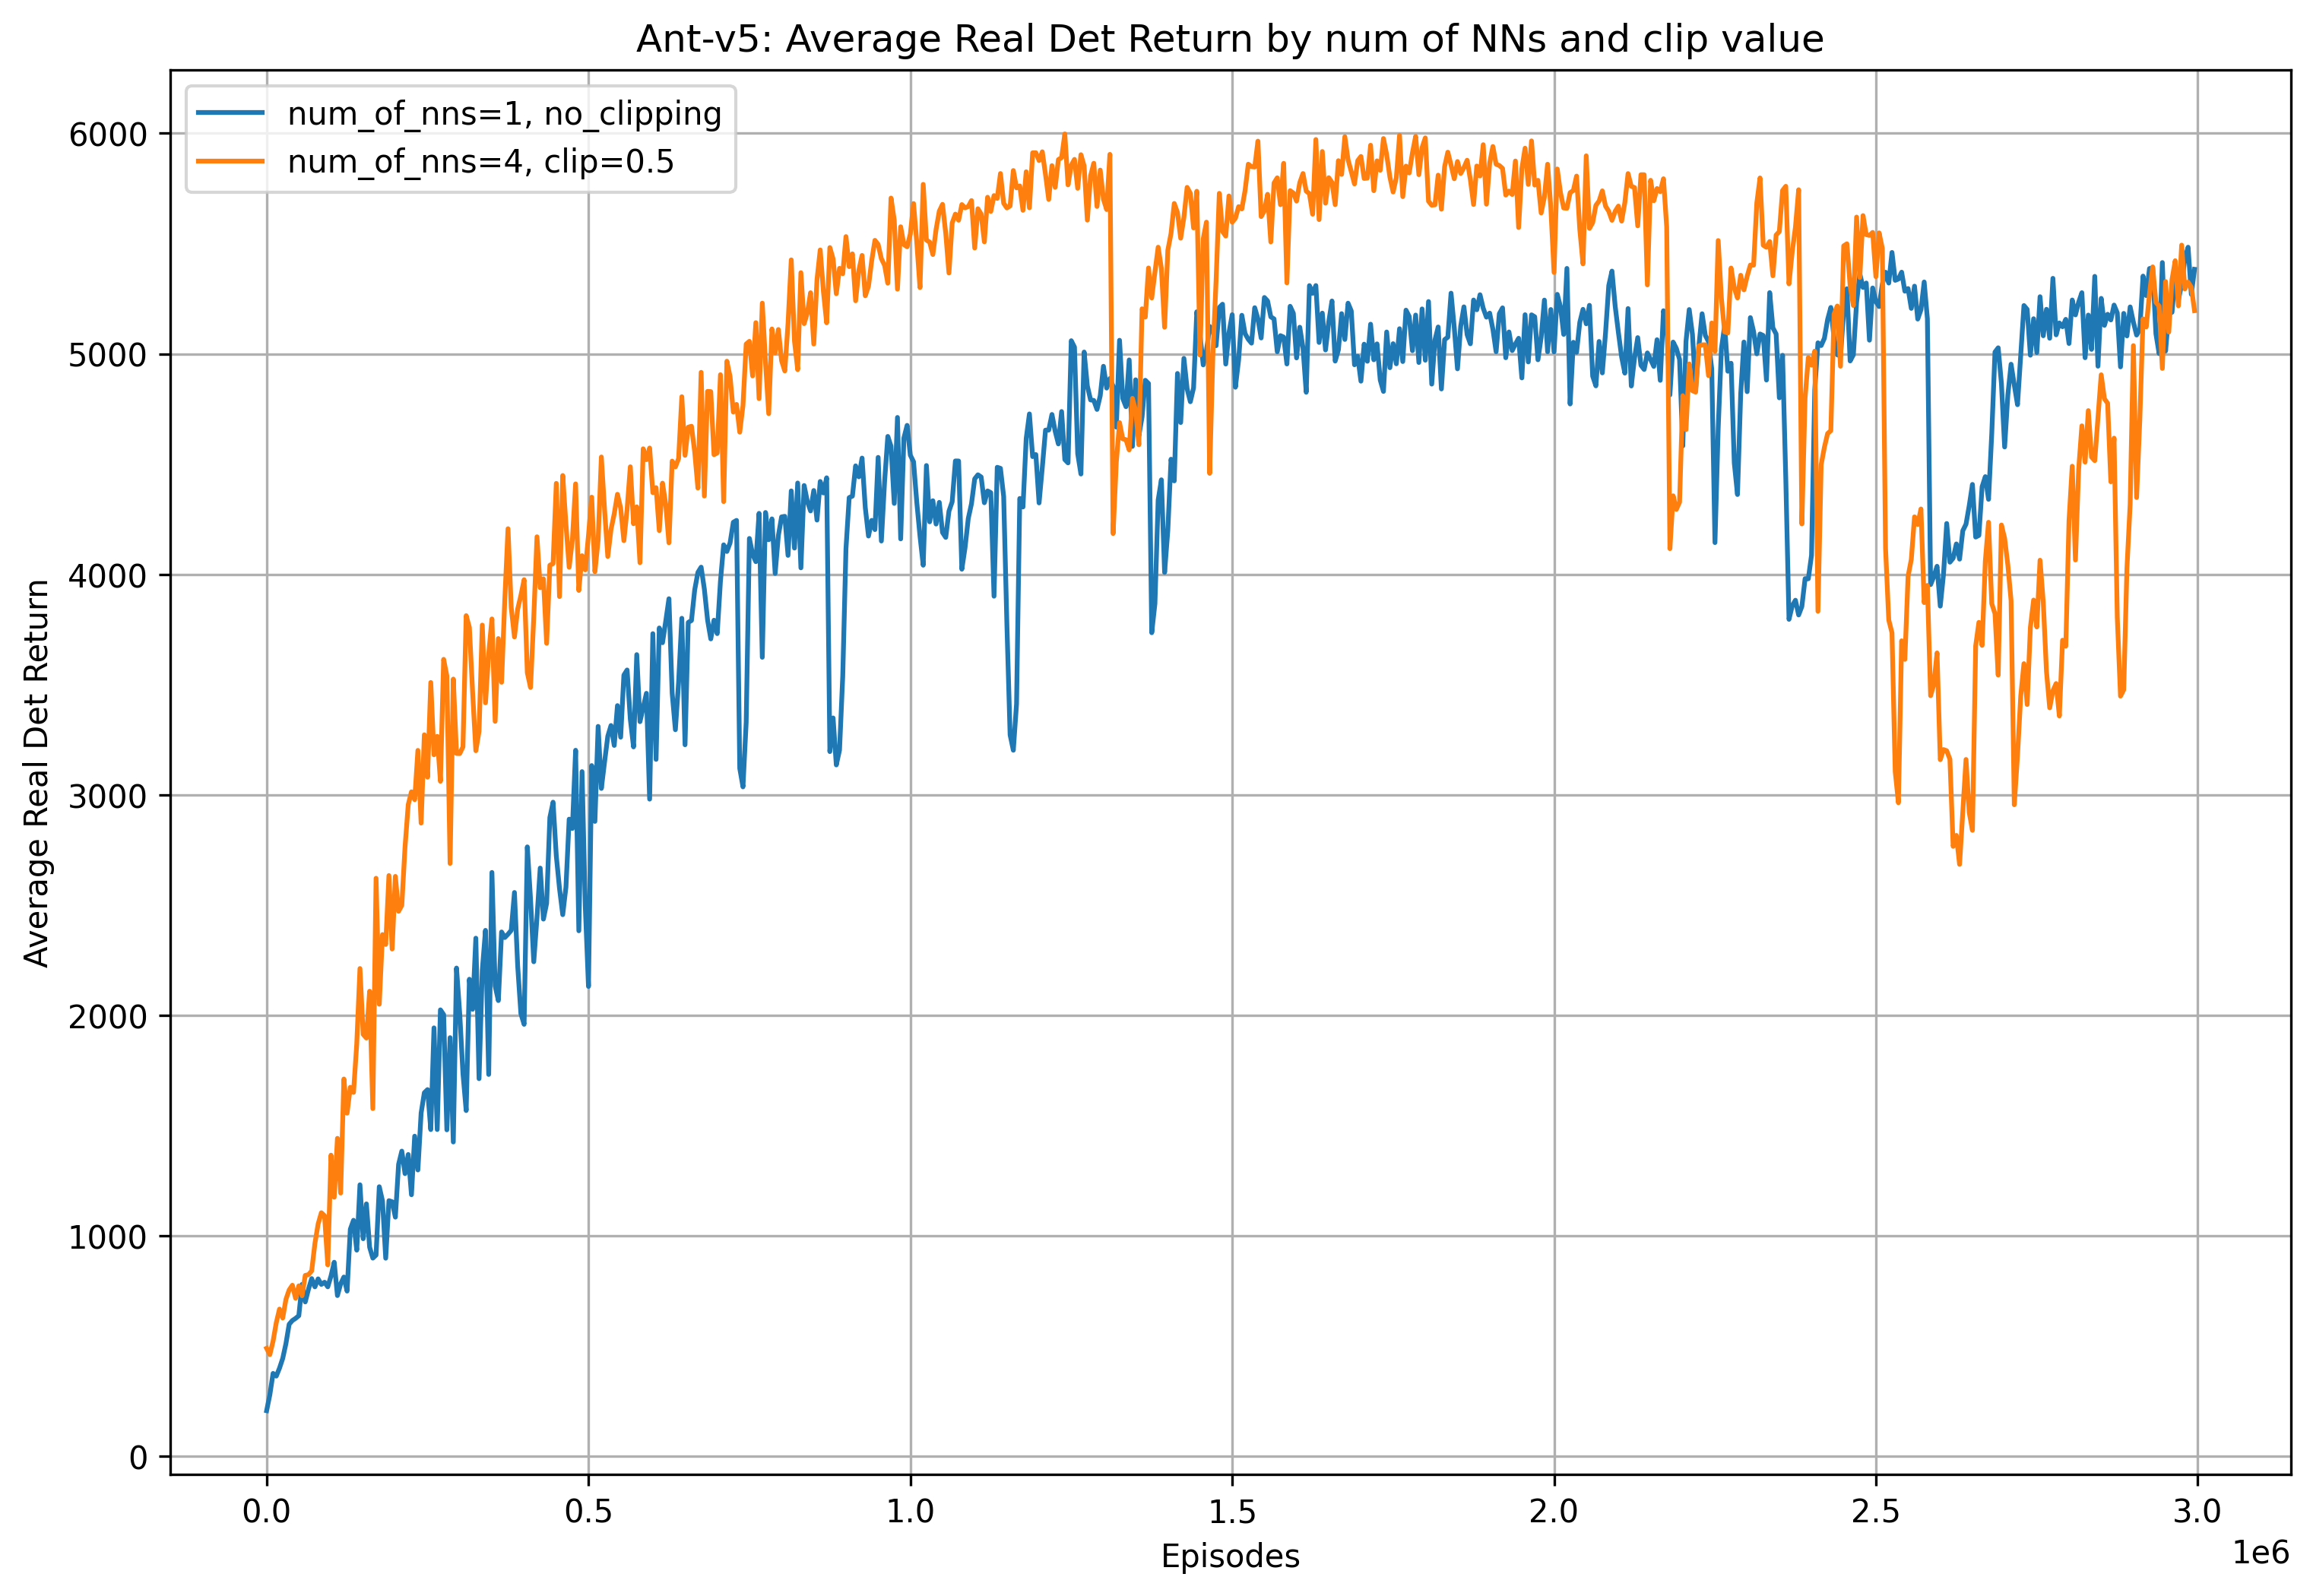 Ant-v5: Average Real Det Return by num of NNs and clip value
num_of_nns=1, no_clipping
num_of_nns=4, clip=0.5
Average Real Det Return
6000
5000
4000
3000
2000
1000
0
0.0 0.5 1.0 1.5 2.0 2.5 3.0
Episodes
1e6